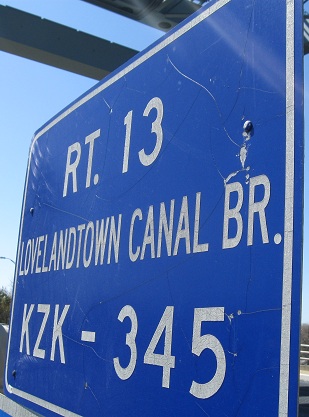 RT. 13
LOVELANDTOWN CANAL BR.
KZK - 345